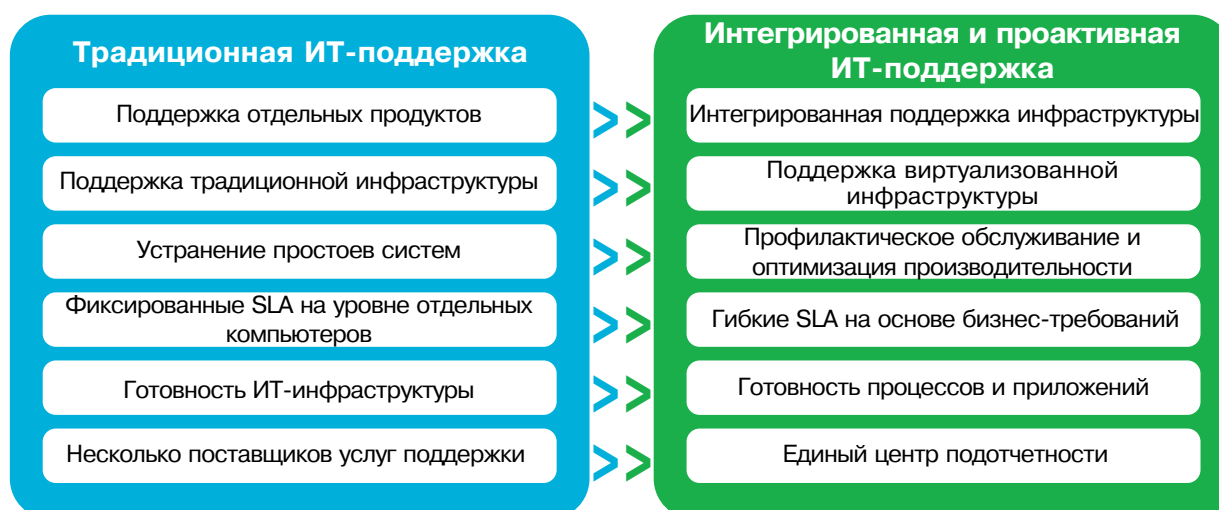 Традиционная ИТ-поддержка
Поддержка отдельных продуктов
Поддержка традиционной инфраструктуры
Устранение простоев систем
Фиксированные SLA на уровне отдельных
компьютеров
Готовность ИТ-инфраструктуры
Несколько поставщиков услуг поддержки
Интегрированная и проактивная
ИТ-поддержка
Интегрированная поддержка инфраструктуры
Поддержка виртуализованной
инфраструктуры
Профилактическое обслуживание и
оптимизация производительности
Гибкие SLA на основе бизнес-требований
Готовность процессов и приложений
Единый центр подотчетности